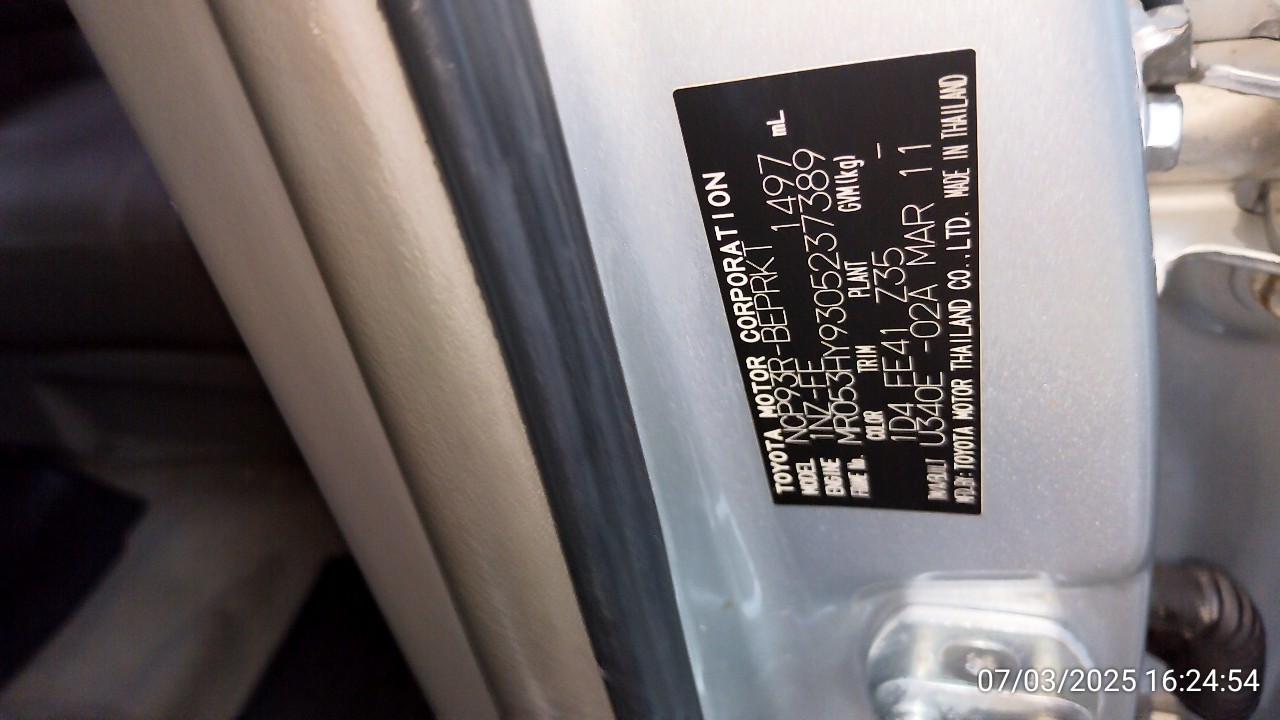 TOYOTA MOTOR CORPORATION
MODEL NCP93R-BEPRKT 1497 mL
ENGINE 1NZ-FE
FRAME No. MR053HY9305237389
COLOR TRIM PLANT GVM(kg)
1D4 FE41 Z35 –
U340E -02A MAR 11
MFD.BY: TOYOTA MOTOR THAILAND CO.,LTD. MADE IN THAILAND
07/03/2025 16:24:54